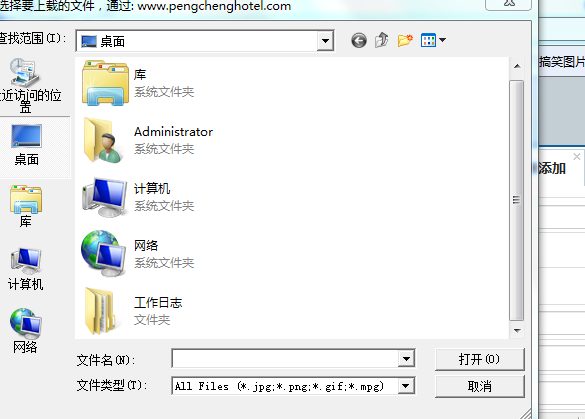 选择要上载的文件，通过: www.pengchenghotel.com
查找范围(I):
桌面
搞笑图片
最近访问的位置
库
系统文件夹
桌面
Administrator
系统文件夹
添加
库
计算机
系统文件夹
计算机
网络
系统文件夹
网络
工作日志
文件夹
文件名(N):
打开(O)
文件类型(T):
All Files (*.jpg;*.png;*.gif;*.mpg)
取消